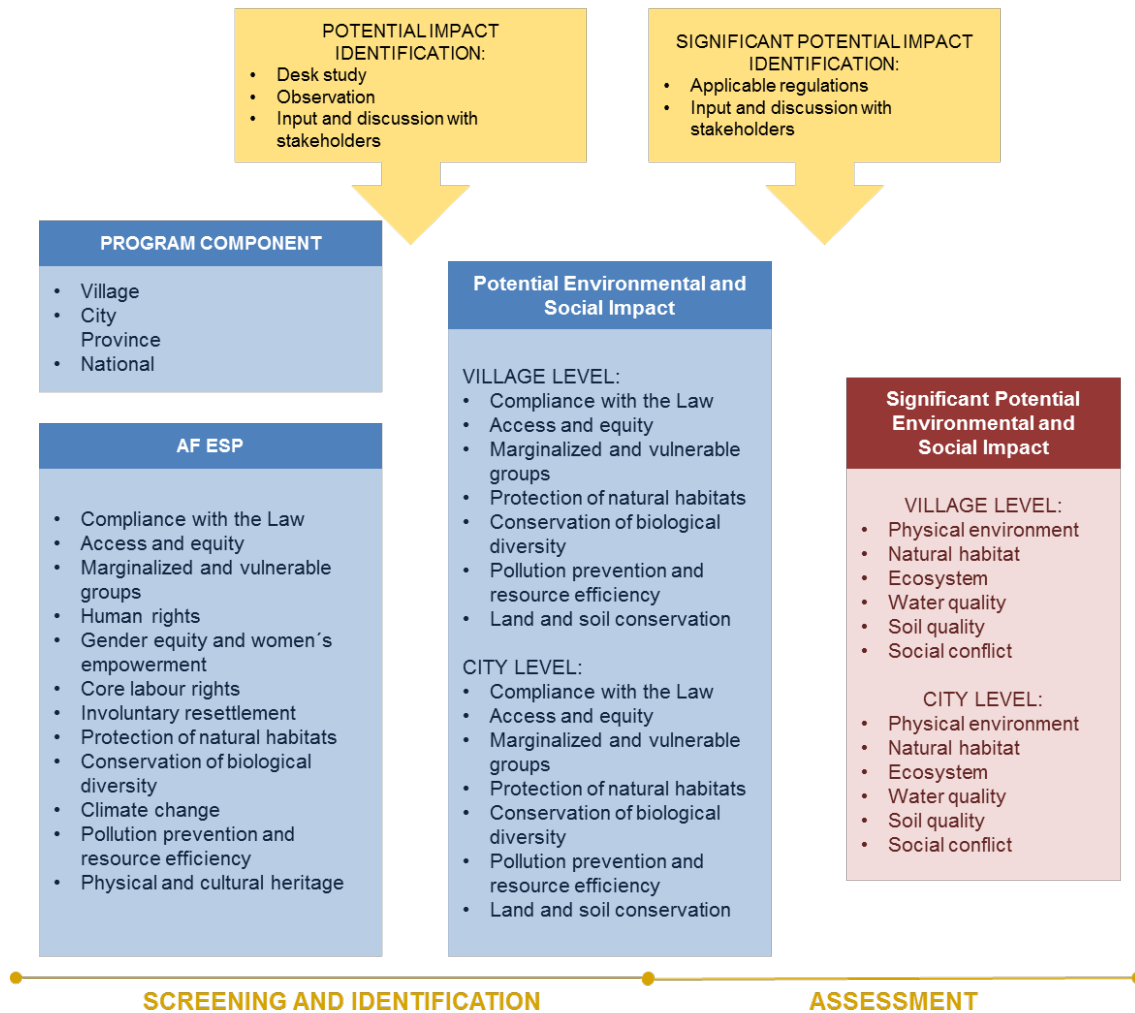 POTENTIAL IMPACT
IDENTIFICATION:
• Desk study
• Observation
• Input and discussion with
stakeholders
SIGNIFICANT POTENTIAL IMPACT
IDENTIFICATION:
• Applicable regulations
• Input and discussion with
stakeholders
PROGRAM COMPONENT
• Village
• City
Province
• National
AF ESP
• Compliance with the Law
• Access and equity
• Marginalized and vulnerable
groups
• Human rights
• Gender equity and women´s
empowerment
• Core labour rights
• Involuntary resettlement
• Protection of natural habitats
• Conservation of biological
diversity
• Climate change
• Pollution prevention and
resource efficiency
• Physical and cultural heritage
Potential Environmental and
Social Impact
VILLAGE LEVEL:
• Compliance with the Law
• Access and equity
• Marginalized and vulnerable
groups
• Protection of natural habitats
• Conservation of biological
diversity
• Pollution prevention and
resource efficiency
• Land and soil conservation
CITY LEVEL:
• Compliance with the Law
• Access and equity
• Marginalized and vulnerable
groups
• Protection of natural habitats
• Conservation of biological
diversity
• Pollution prevention and
resource efficiency
• Land and soil conservation
Significant Potential
Environmental and
Social Impact
VILLAGE LEVEL:
• Physical environment
• Natural habitat
• Ecosystem
• Water quality
• Soil quality
• Social conflict
CITY LEVEL:
• Physical environment
• Natural habitat
• Ecosystem
• Water quality
• Soil quality
• Social conflict
SCREENING AND IDENTIFICATION
ASSESSMENT